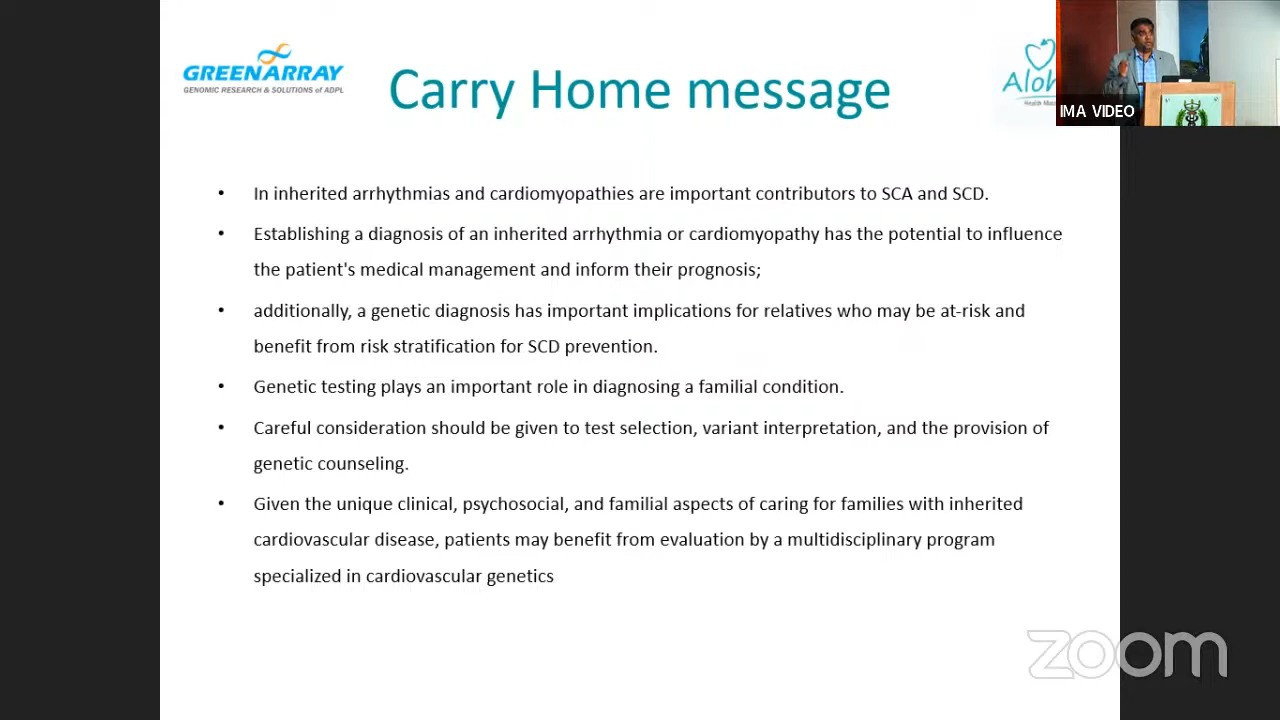 GREENARRAY
GENOMIC RESEARCH & SOLUTIONS of ADPL
Carry Home message
IMA VIDEO
• In inherited arrhythmias and cardiomyopathies are important contributors to SCA and SCD.
• Establishing a diagnosis of an inherited arrhythmia or cardiomyopathy has the potential to influence
the patient's medical management and inform their prognosis;
• additionally, a genetic diagnosis has important implications for relatives who may be at-risk and
benefit from risk stratification for SCD prevention.
• Genetic testing plays an important role in diagnosing a familial condition.
• Careful consideration should be given to test selection, variant interpretation, and the provision of
genetic counseling.
• Given the unique clinical, psychosocial, and familial aspects of caring for families with inherited
cardiovascular disease, patients may benefit from evaluation by a multidisciplinary program
specialized in cardiovascular genetics
zoom